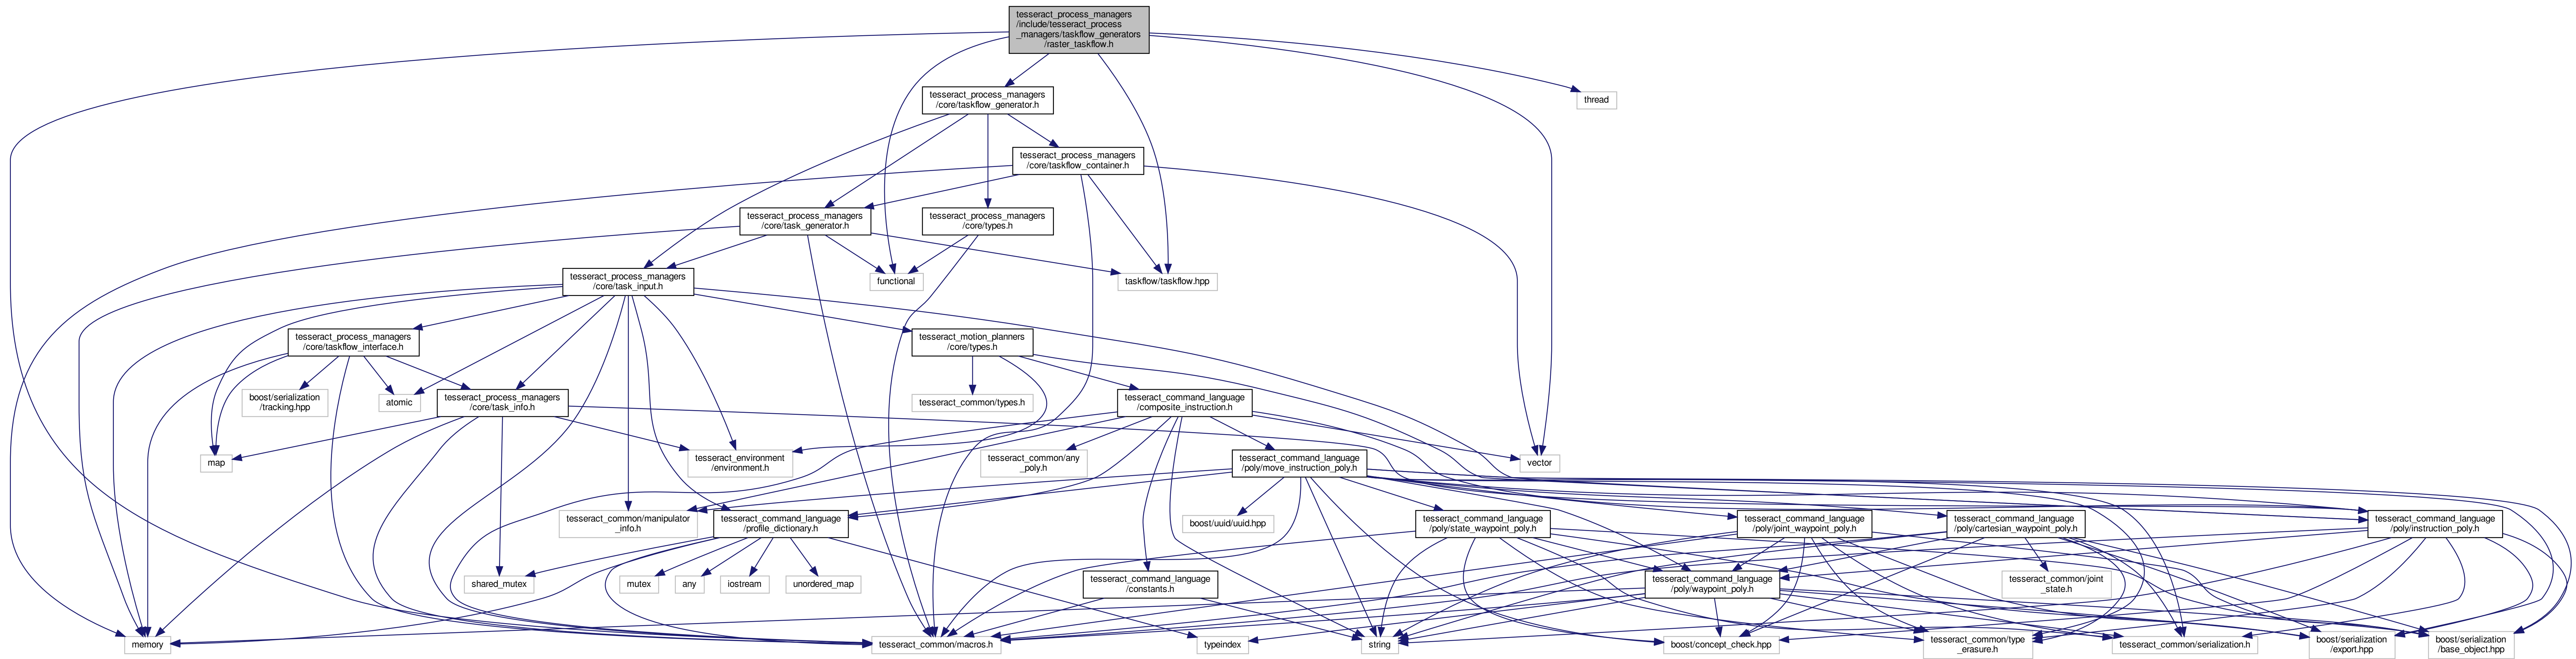 tesseract_process_managers
/include/tesseract_process
_managers/taskflow_generators
/raster_taskflow.h
tesseract_process_managers
/core/taskflow_generator.h
thread
tesseract_process_managers
/core/taskflow_container.h
tesseract_process_managers
/core/task_generator.h
tesseract_process_managers
/core/types.h
tesseract_process_managers
/core/task_input.h
functional
taskflow/taskflow.hpp
tesseract_process_managers
/core/taskflow_interface.h
tesseract_motion_planners
/core/types.h
boost/serialization
/tracking.hpp
atomic
tesseract_process_managers
/core/task_info.h
tesseract_common/types.h
tesseract_command_language
/composite_instruction.h
map
tesseract_environment
/environment.h
tesseract_common/any
_poly.h
tesseract_command_language
/poly/move_instruction_poly.h
vector
tesseract_common/manipulator
_info.h
tesseract_command_language
/profile_dictionary.h
boost/uuid/uuid.hpp
tesseract_command_language
/poly/state_waypoint_poly.h
tesseract_command_language
/poly/joint_waypoint_poly.h
tesseract_command_language
/poly/cartesian_waypoint_poly.h
tesseract_command_language
/poly/instruction_poly.h
shared_mutex
mutex
any
iostream
unordered_map
tesseract_command_language
/constants.h
tesseract_command_language
/poly/waypoint_poly.h
tesseract_common/joint
_state.h
memory
tesseract_common/macros.h
typeindex
string
boost/concept_check.hpp
tesseract_common/type
_erasure.h
tesseract_common/serialization.h
boost/serialization
/export.hpp
boost/serialization
/base_object.hpp